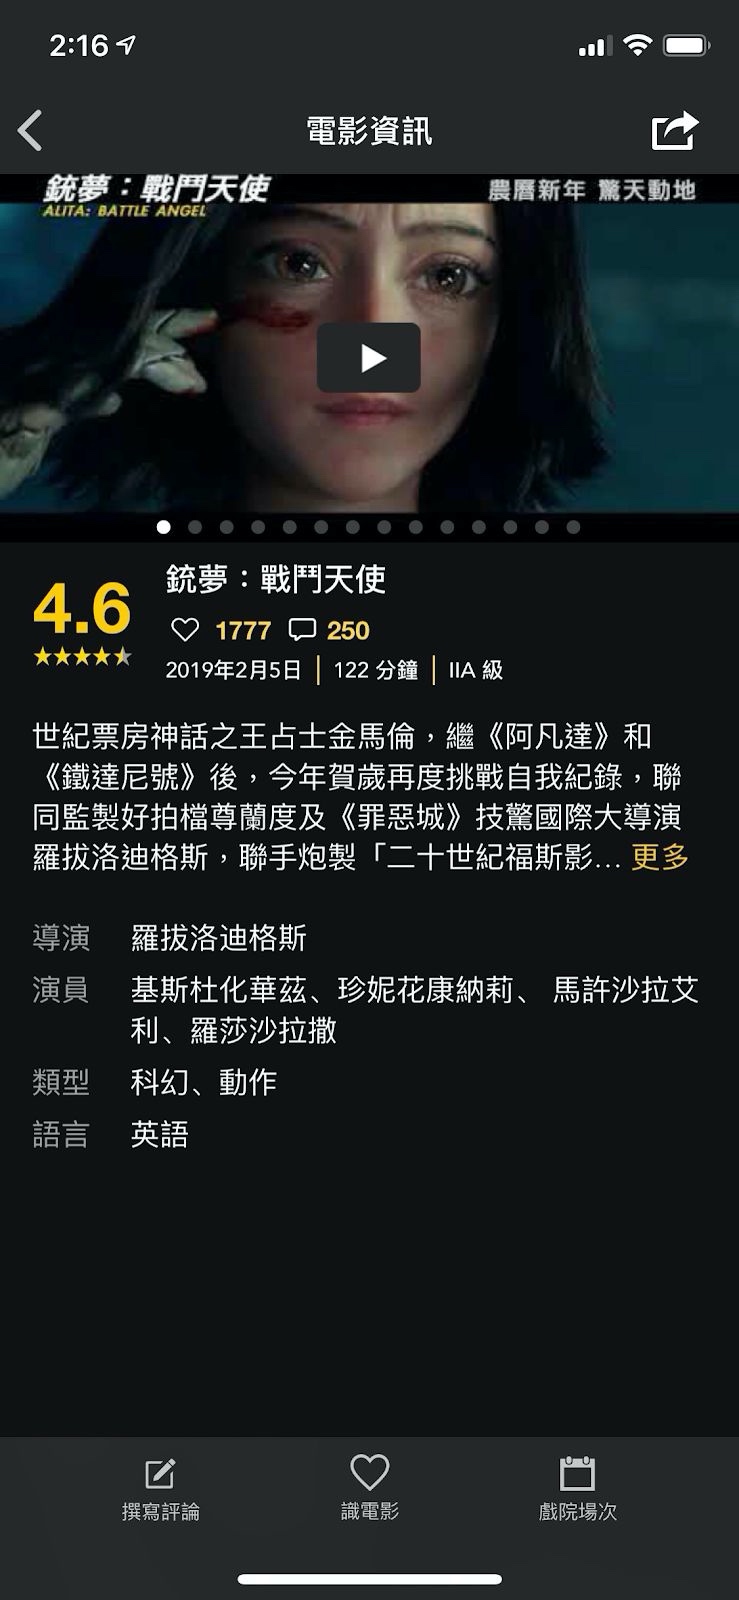 2:16
電影資訊
銃夢：戰鬥天使
ALITA: BATTLE ANGEL
農曆新年 驚天動地
4.6
銃夢：戰鬥天使
1777 250
2019年2月5日 | 122 分鐘 | IIA 級
世紀票房神話之王占士金馬倫，繼《阿凡達》和
《鐵達尼號》後，今年賀歲再度挑戰自我紀錄，聯
同監製好拍檔尊蘭度及《罪惡城》技驚國際大導演
羅拔洛迪格斯，聯手炮製「二十世紀福斯影... 更多
導演 羅拔洛迪格斯
演員 基斯杜化華茲、珍妮花康納莉、 馬許沙拉艾
利、羅莎沙拉撒
類型 科幻、動作
語言 英語
撰寫評論 識電影 戲院場次